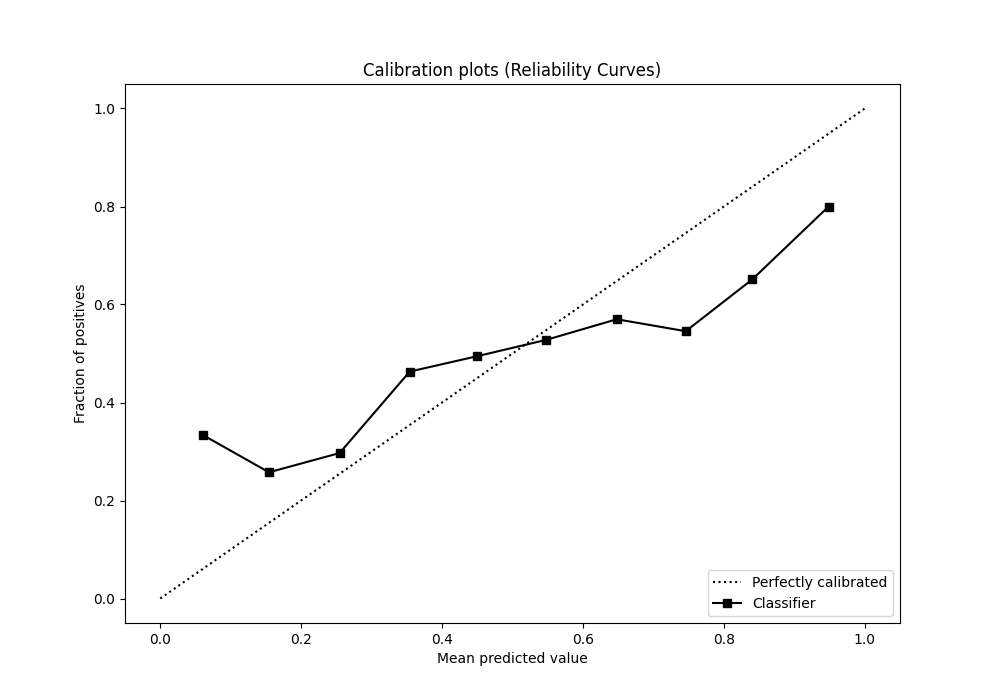 Calibration plots (Reliability Curves)
Fraction of positives
1.0
0.8
0.6
0.4
0.2
0.0
0.0 0.2 0.4 0.6 0.8 1.0
Mean predicted value
Perfectly calibrated
Classifier